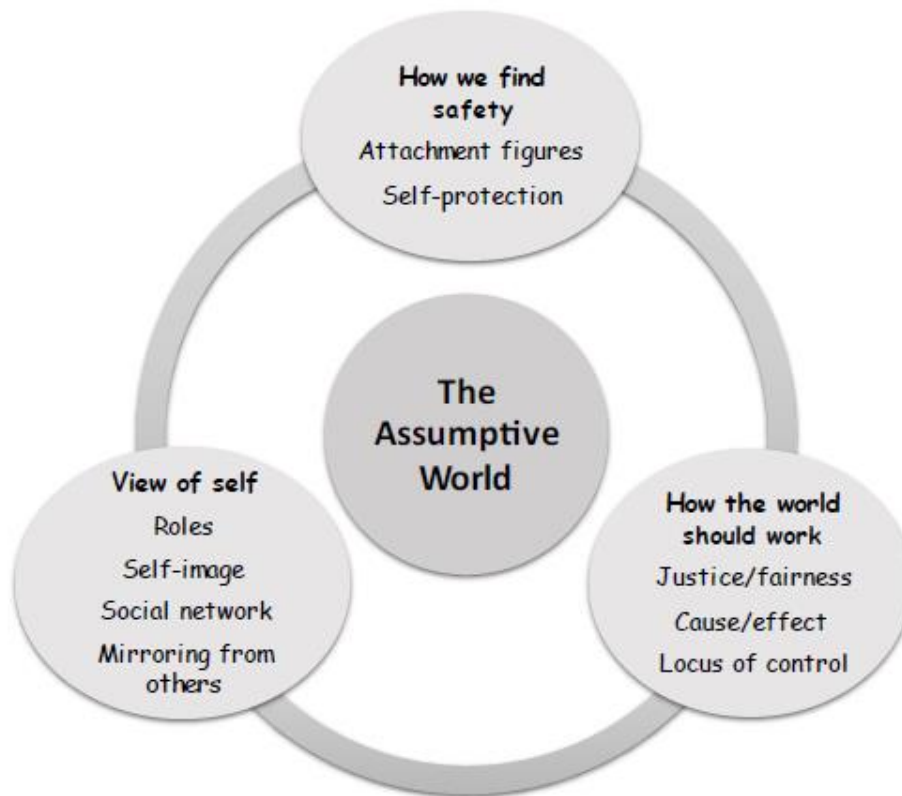 How we find
safety
Attachment figures
Self-protection
The
Assumptive
World
View of self
Roles
Self-image
Social network
Mirroring from
others
How the world
should work
Justice/fairness
Cause/effect
Locus of control